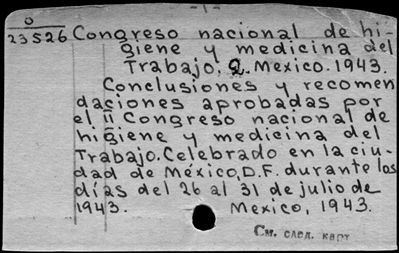 -1-
0
23526 Congreso nacional de hi-
giene y medicina del
Trabajo. 2. Mexico. 1943.
Conclusiones y recomen
daciones aprobadas por
el II Congreso nacional de
higiene y medicina del
Trabajo. Celebrado en la ciu-
dad de México, D.F. durante los
días del 26 al 31 de julio de
1943. Mexico, 1943.
См. след. карт